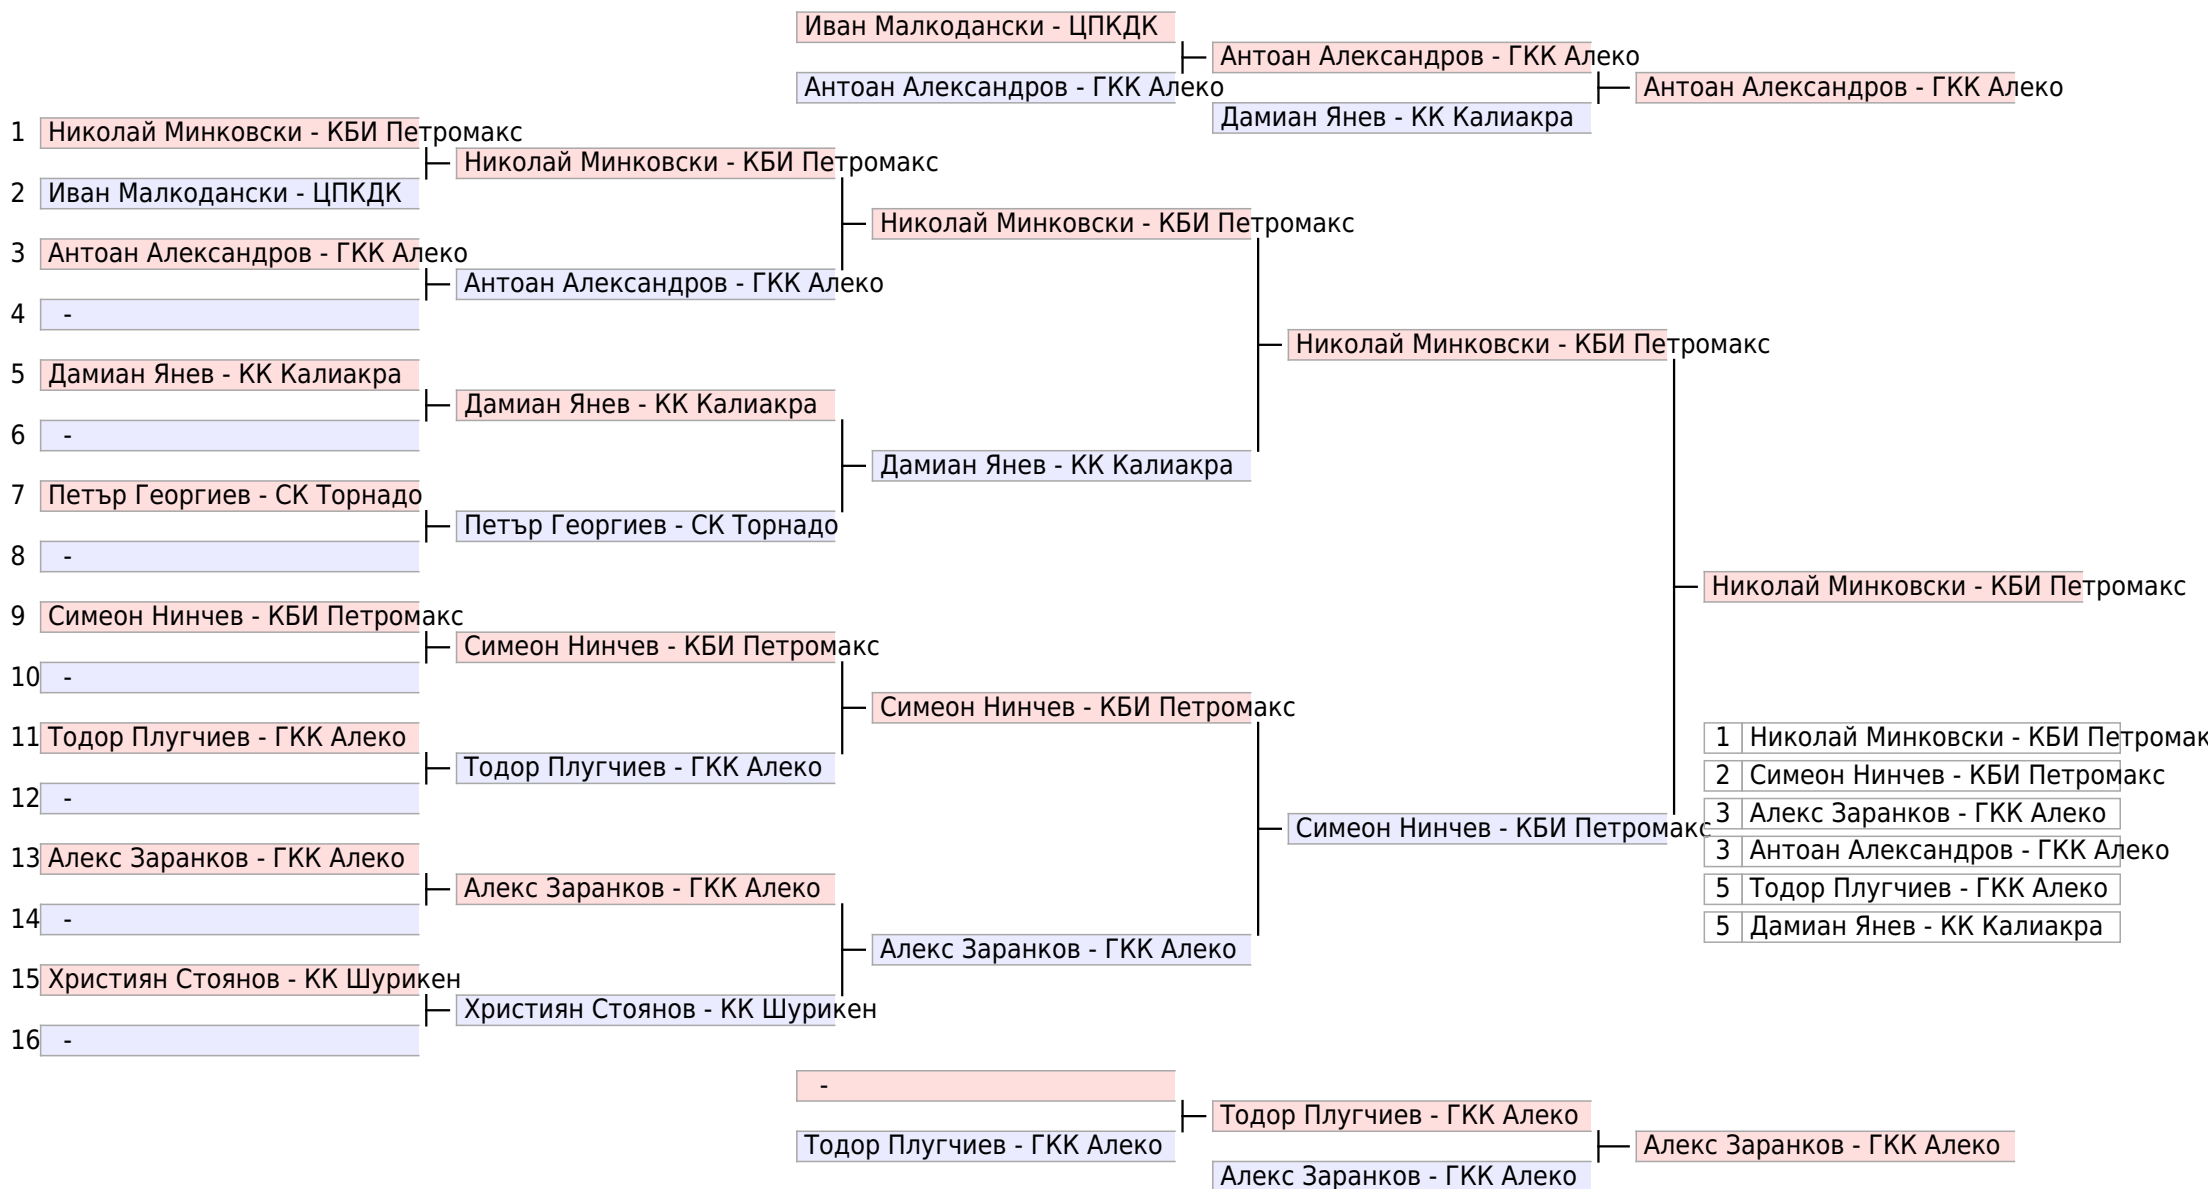 Иван Малкодански - ЦПКДК
Антоан Александров - ГКК Алеко
Антоан Александров - ГКК Алеко
Антоан Александров - ГКК Алеко
Дамиан Янев - КК Калиакра
1 Николай Минковски - КБИ Петромакс
Николай Минковски - КБИ Петромакс
2 Иван Малкодански - ЦПКДК
Николай Минковски - КБИ Петромакс
3 Антоан Александров - ГКК Алеко
Антоан Александров - ГКК Алеко
4 -
Николай Минковски - КБИ Петромакс
5 Дамиан Янев - КК Калиакра
Дамиан Янев - КК Калиакра
6 -
Дамиан Янев - КК Калиакра
7 Петър Георгиев - СК Торнадо
Петър Георгиев - СК Торнадо
8 -
Николай Минковски - КБИ Петромакс
9 Симеон Нинчев - КБИ Петромакс
Симеон Нинчев - КБИ Петромакс
10 -
Симеон Нинчев - КБИ Петромакс
11 Тодор Плугчиев - ГКК Алеко
Тодор Плугчиев - ГКК Алеко
12 -
Симеон Нинчев - КБИ Петромакс
13 Алекс Заранков - ГКК Алеко
Алекс Заранков - ГКК Алеко
14 -
Алекс Заранков - ГКК Алеко
15 Християн Стоянов - КК Шурикен
Християн Стоянов - КК Шурикен
16 -
1 Николай Минковски - КБИ Петромак
2 Симеон Нинчев - КБИ Петромакс
3 Алекс Заранков - ГКК Алеко
3 Антоан Александров - ГКК Алеко
5 Тодор Плугчиев - ГКК Алеко
5 Дамиан Янев - КК Калиакра
-
Тодор Плугчиев - ГКК Алеко
Тодор Плугчиев - ГКК Алеко
Алекс Заранков - ГКК Алеко
Алекс Заранков - ГКК Алеко